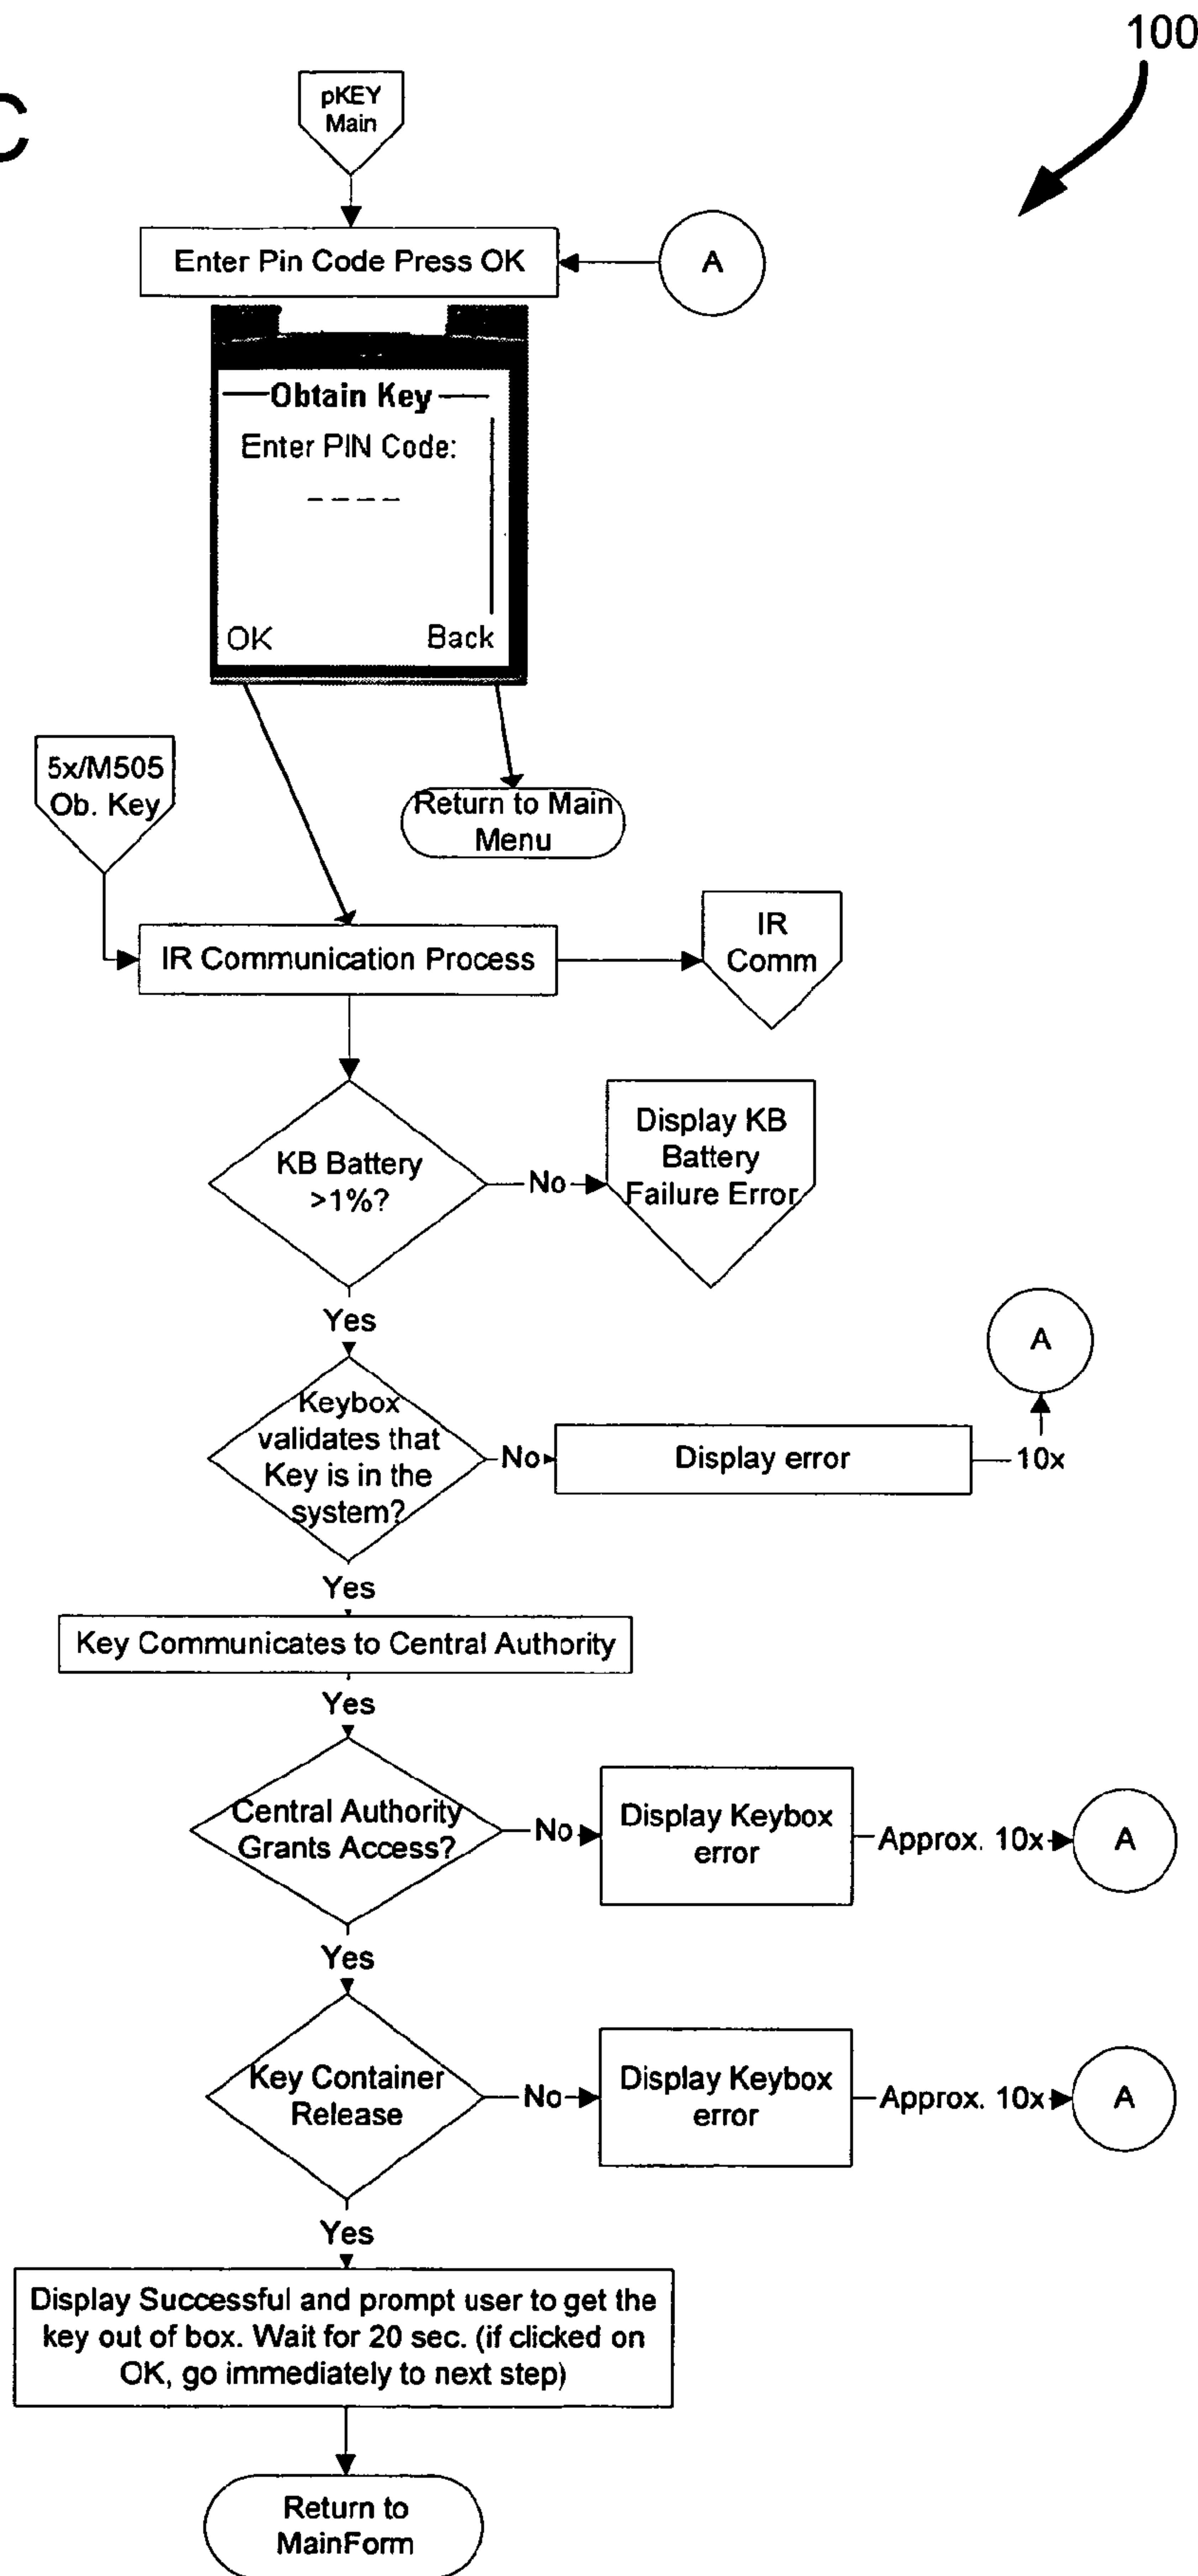 100
C
pKEY
Main
Enter Pin Code Press OK
A
Obtain Key
Enter PIN Code:
_ _ _ _
OK
Back
5x/M505
Ob. Key
Return to Main
Menu
IR Communication Process
IR
Comm
KB Battery
>1%?
No
Display KB
Battery
Failure Error
Yes
A
Keybox
validates that
Key is in the
system?
No
Display error
10x
Yes
Key Communicates to Central Authority
Yes
Central Authority
Grants Access?
No
Display Keybox
error
Approx. 10x
A
Yes
Key Container
Release
No
Display Keybox
error
Approx. 10x
A
Yes
Display Successful and prompt user to get the
key out of box. Wait for 20 sec. (if clicked on
OK, go immediately to next step)
Return to
MainForm